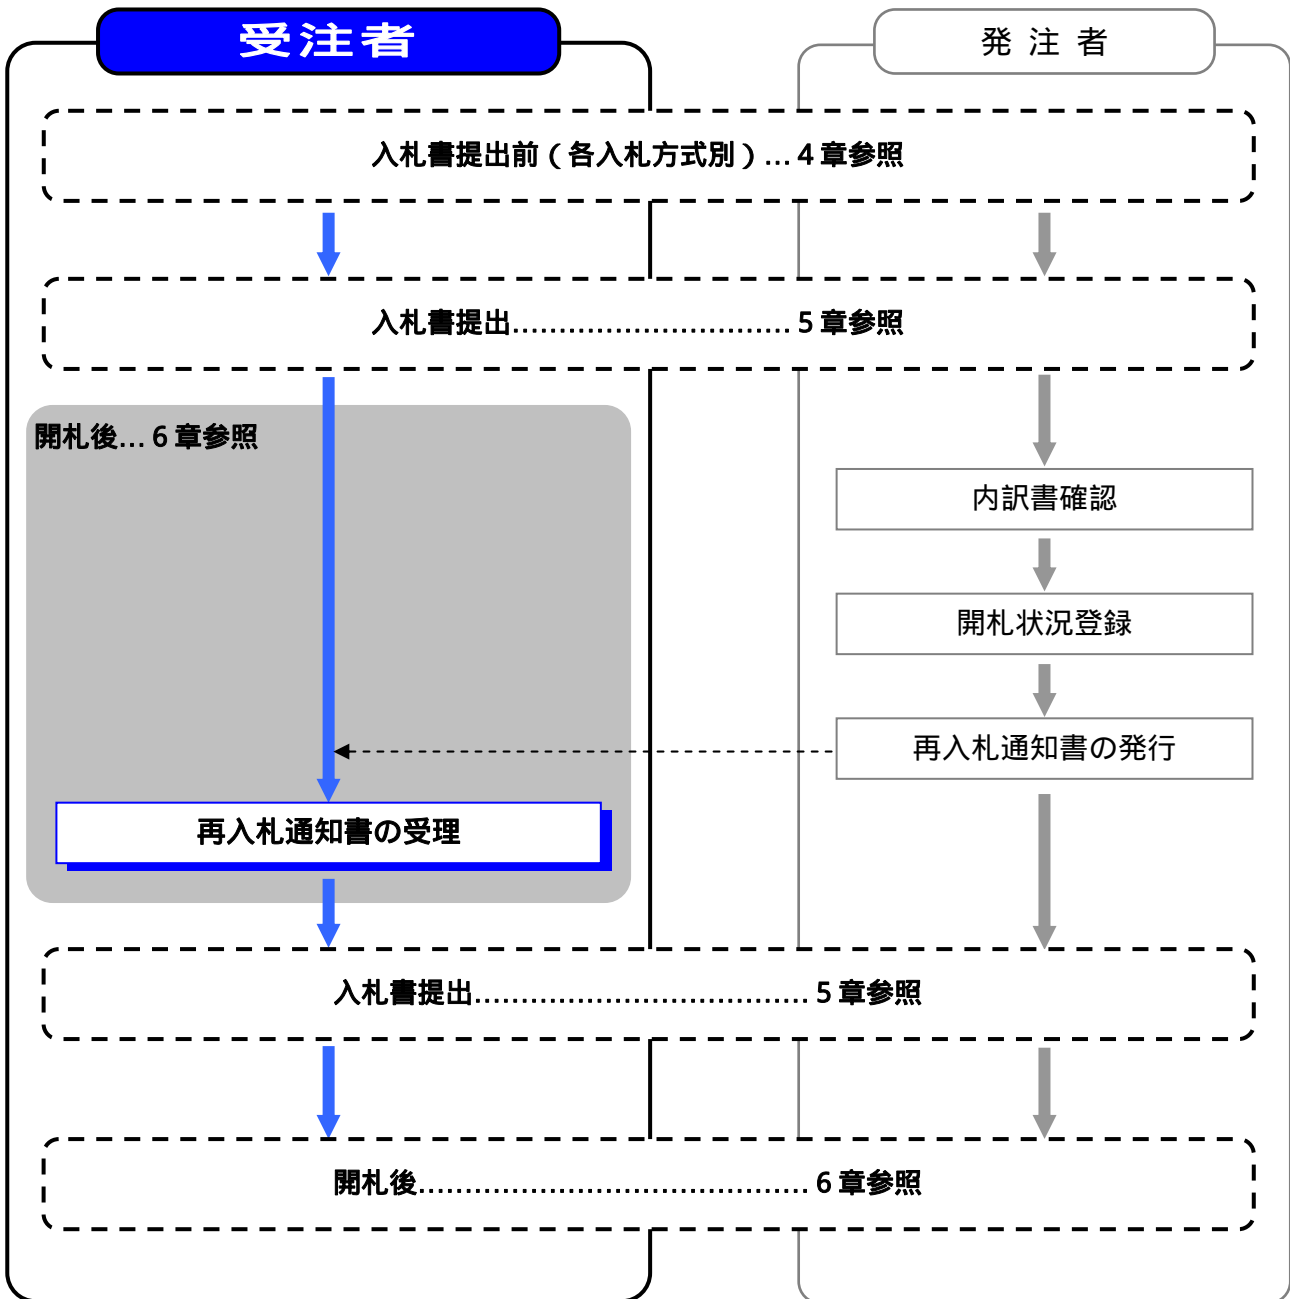 受注者
発 注 者
入札書提出前（各入札方式別）…４章参照
入札書提出…………………………５章参照
開札後…６章参照
内訳書確認
開札状況登録
再入札通知書の発行
再入札通知書の受理
入札書提出………………………………５章参照
開札後……………………………………６章参照